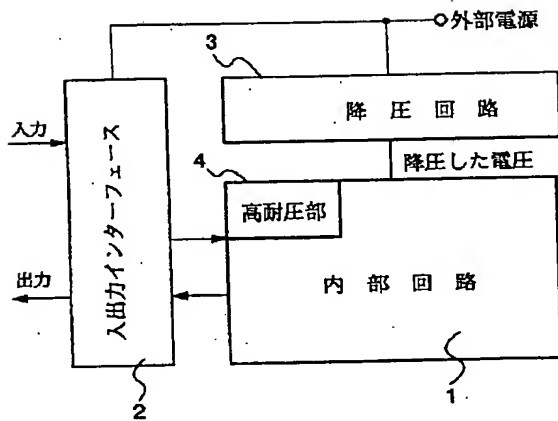 外部電源
3
降圧回路
入力
降圧した電圧
4
高耐圧部
入出力インターフェース
出力
内部回路
2
1